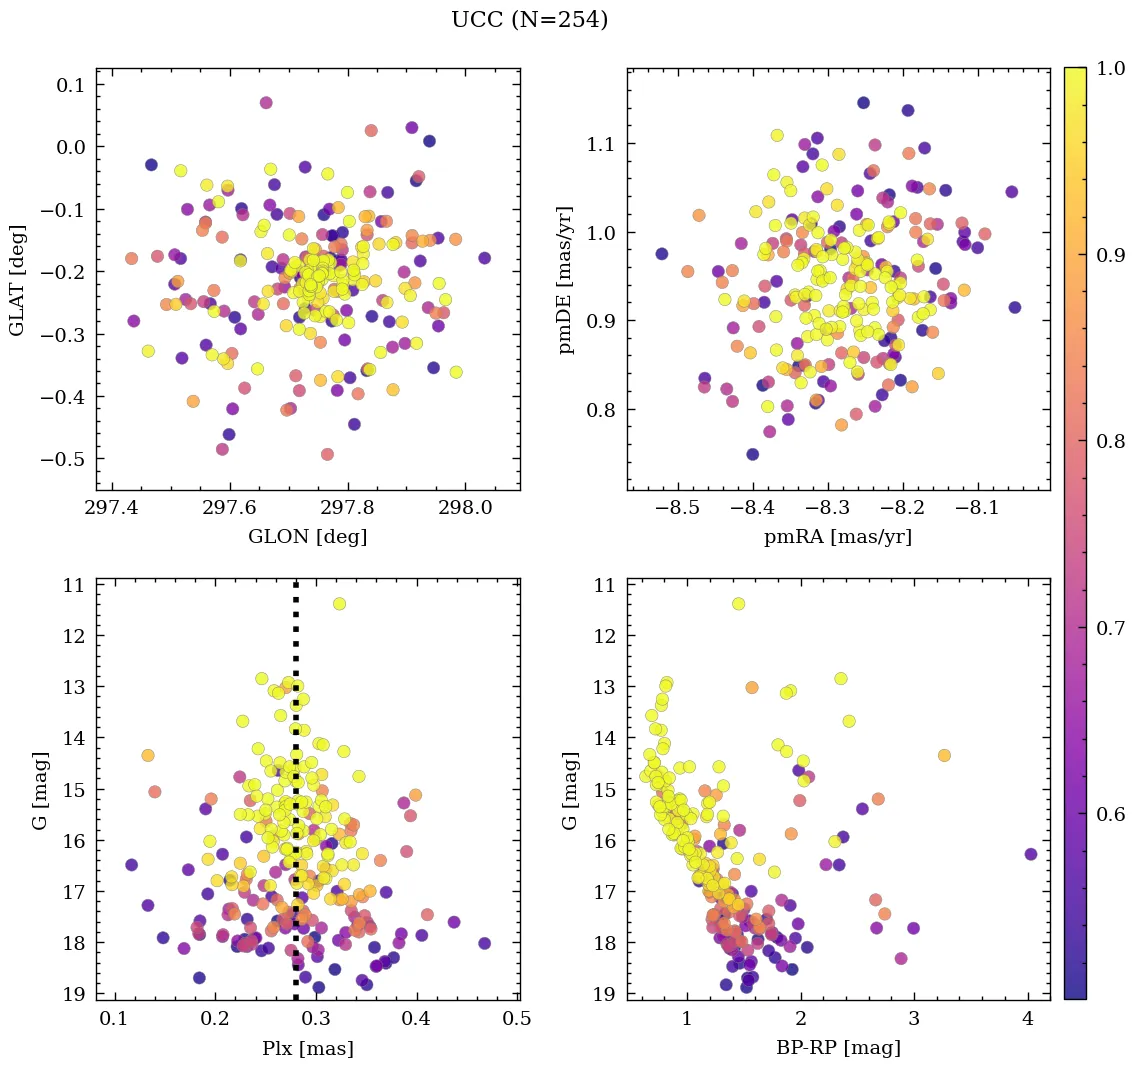 UCC (N=254)
0.1
0.0
−0.1
−0.2
−0.3
−0.4
−0.5
GLAT [deg]
297.4 297.6 297.8 298.0
GLON [deg]
1.1
1.0
0.9
0.8
pmDE [mas/yr]
−8.5 −8.4 −8.3 −8.2 −8.1
pmRA [mas/yr]
11
12
13
14
15
16
17
18
19
G [mag]
0.1 0.2 0.3 0.4 0.5
Plx [mas]
11
12
13
14
15
16
17
18
19
G [mag]
1 2 3 4
BP-RP [mag]
1.0
0.9
0.8
0.7
0.6